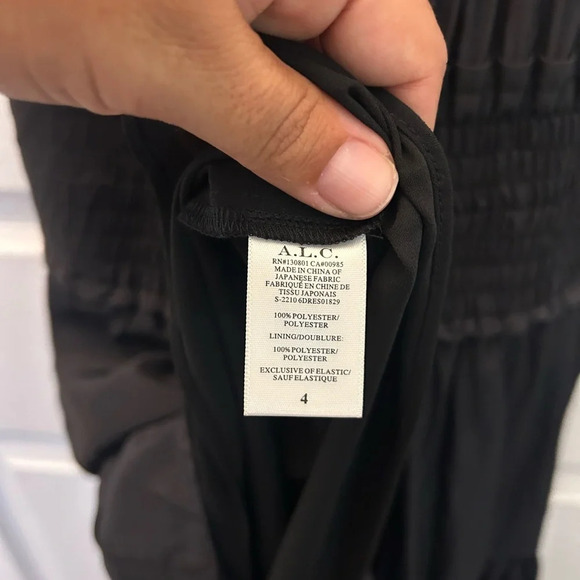 A.L.C.
RN#130801 CA#00985
MADE IN CHINA OF
JAPANESE FABRIC
FABRIQUÉ EN CHINE DE
TISSU JAPONAIS
S-2210 6DRES01829
100% POLYESTER/
POLYESTER
LINING/DOUBLURE:
100% POLYESTER/
POLYESTER
EXCLUSIVE OF ELASTIC/
SAUF ELASTIQUE
4